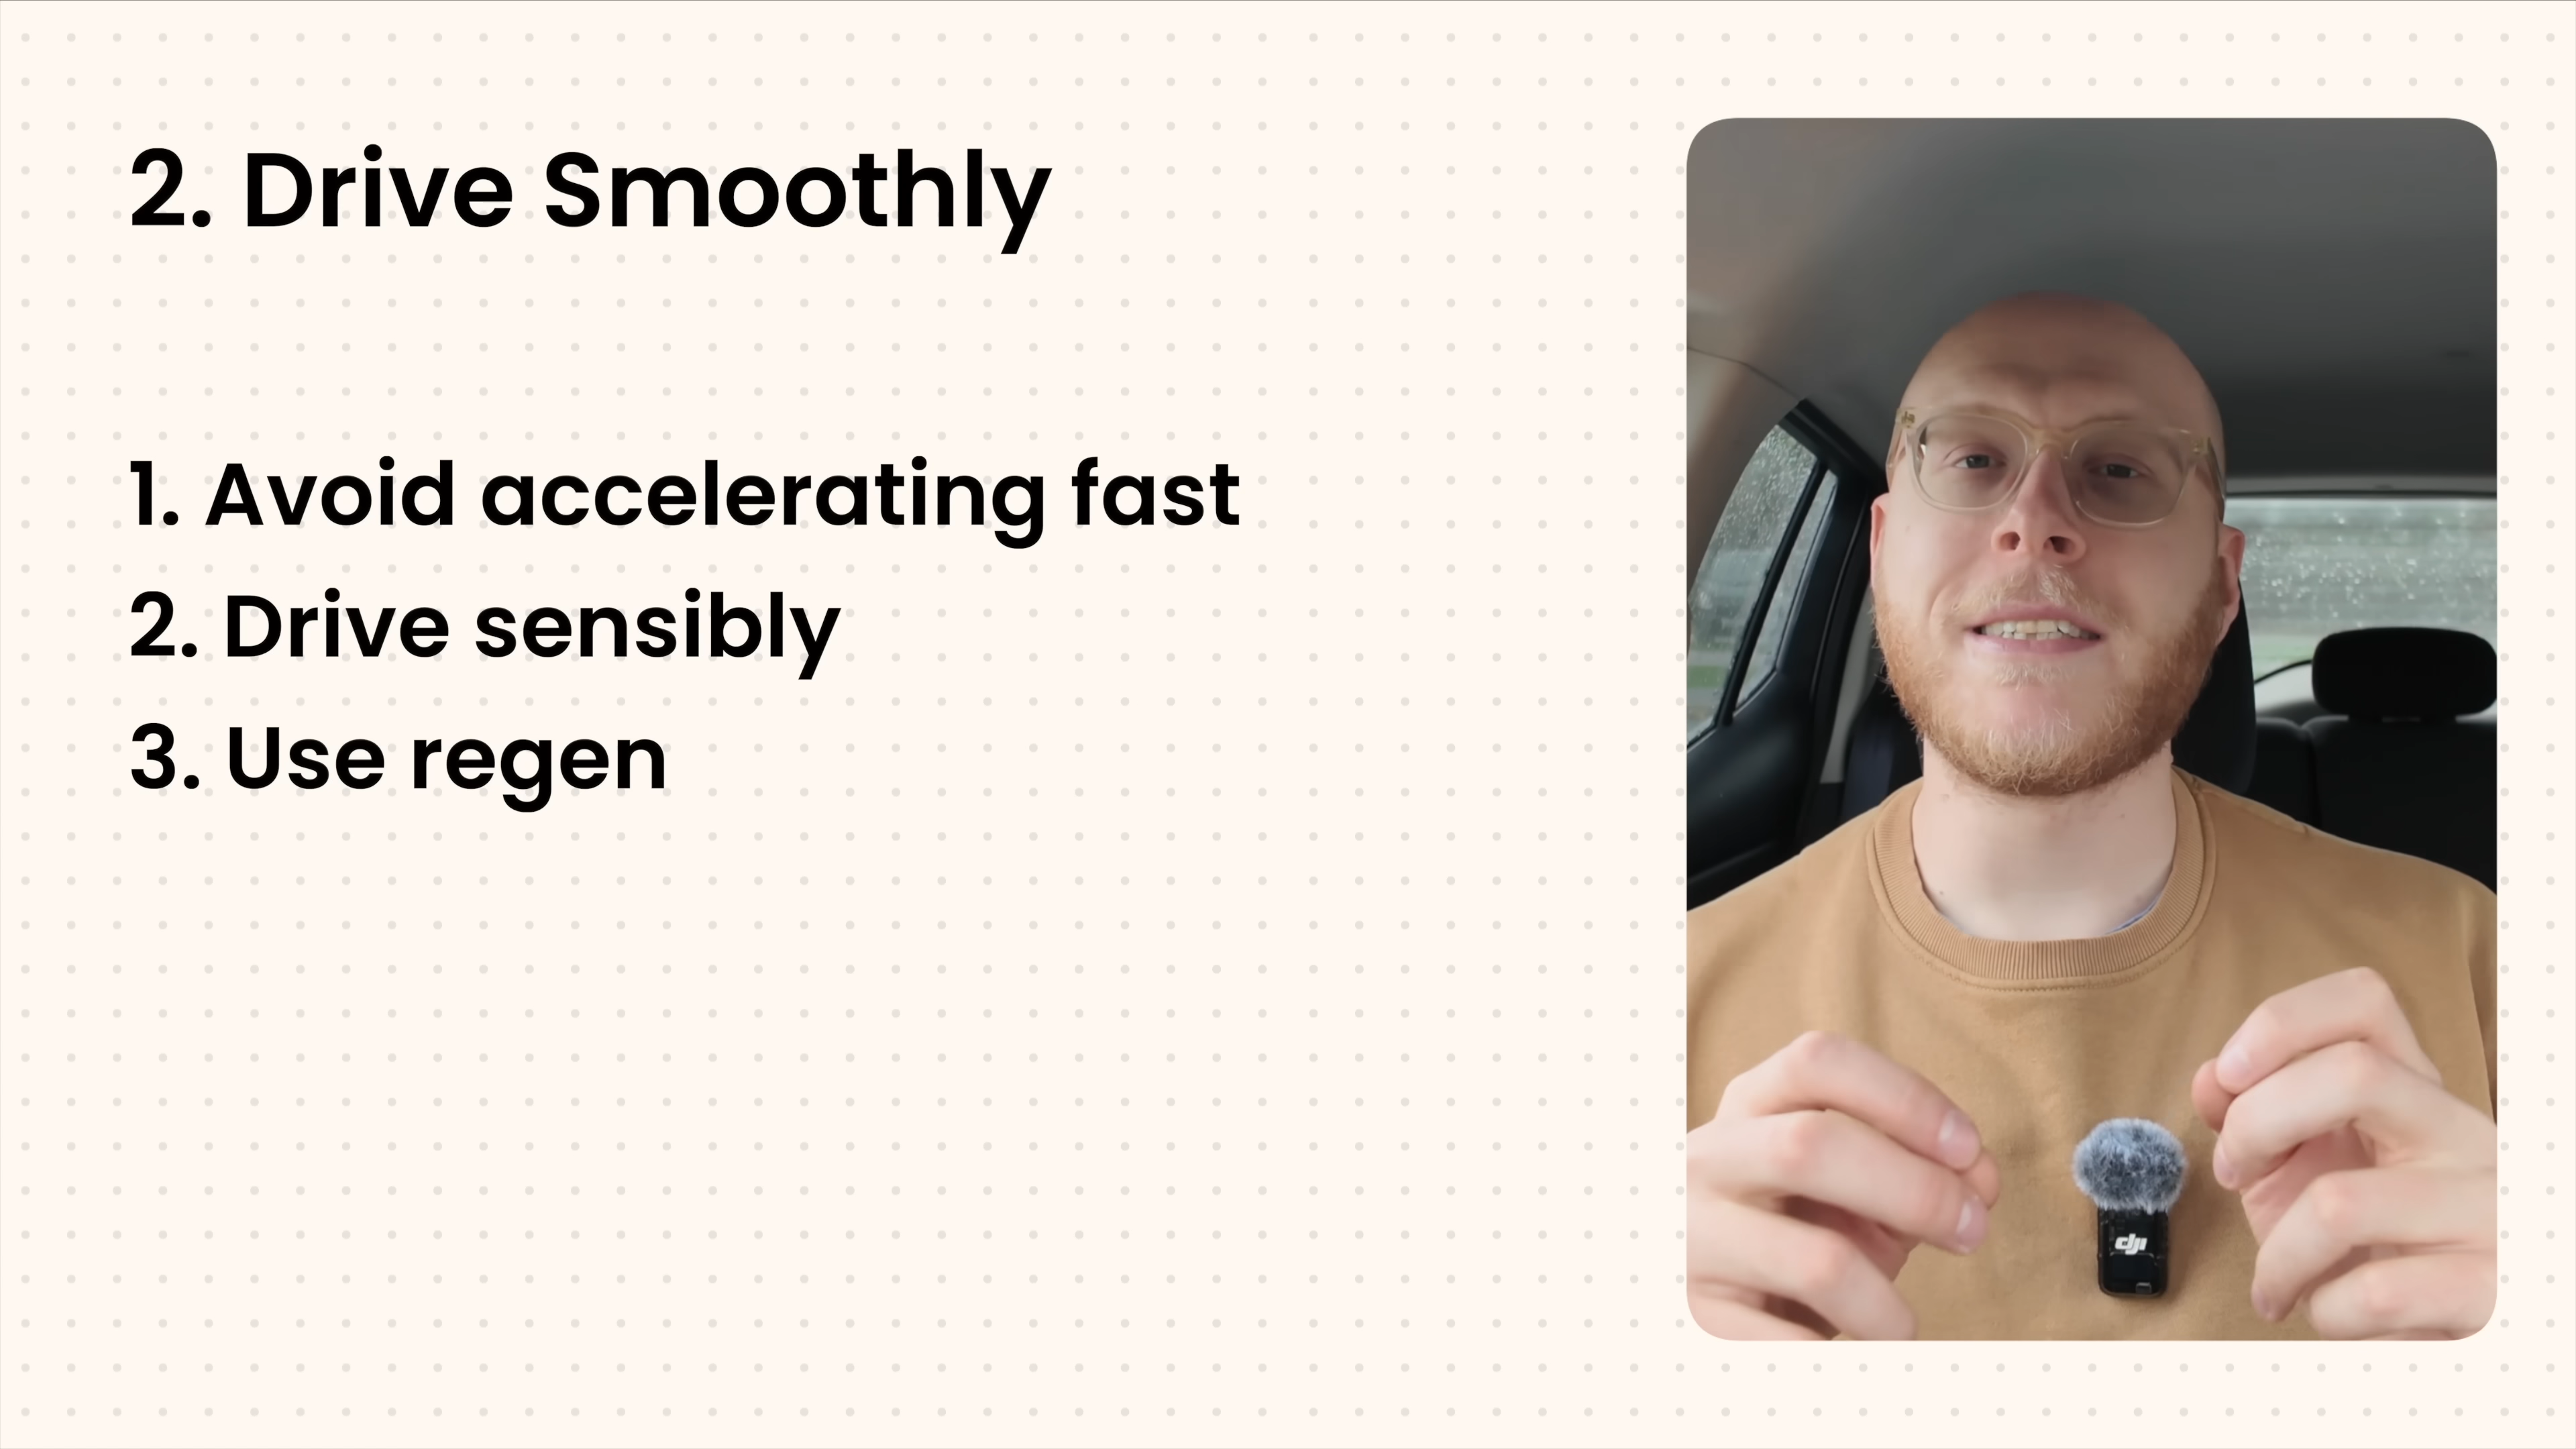 2. Drive Smoothly
1. Avoid accelerating fast
2. Drive sensibly
3. Use regen
dji